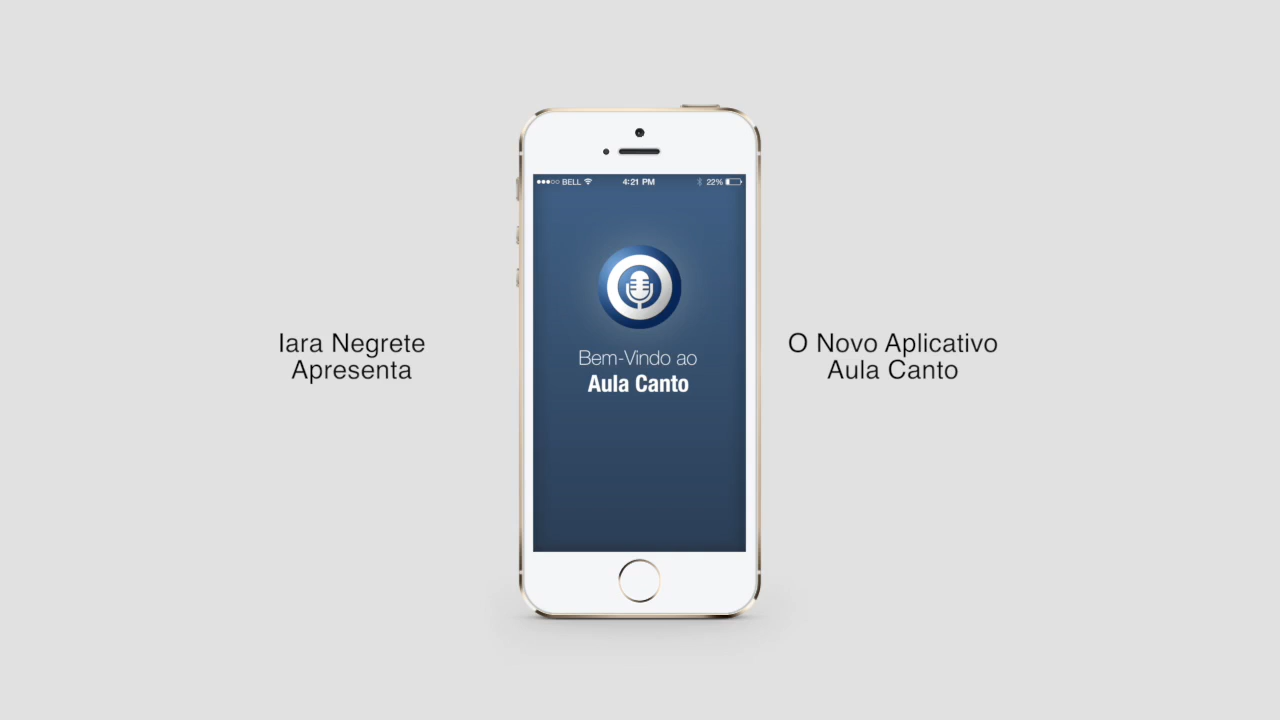 BELL 4:21 PM 22%
Iara Negrete
Apresenta
Bem-Vindo ao
Aula Canto
O Novo Aplicativo
Aula Canto